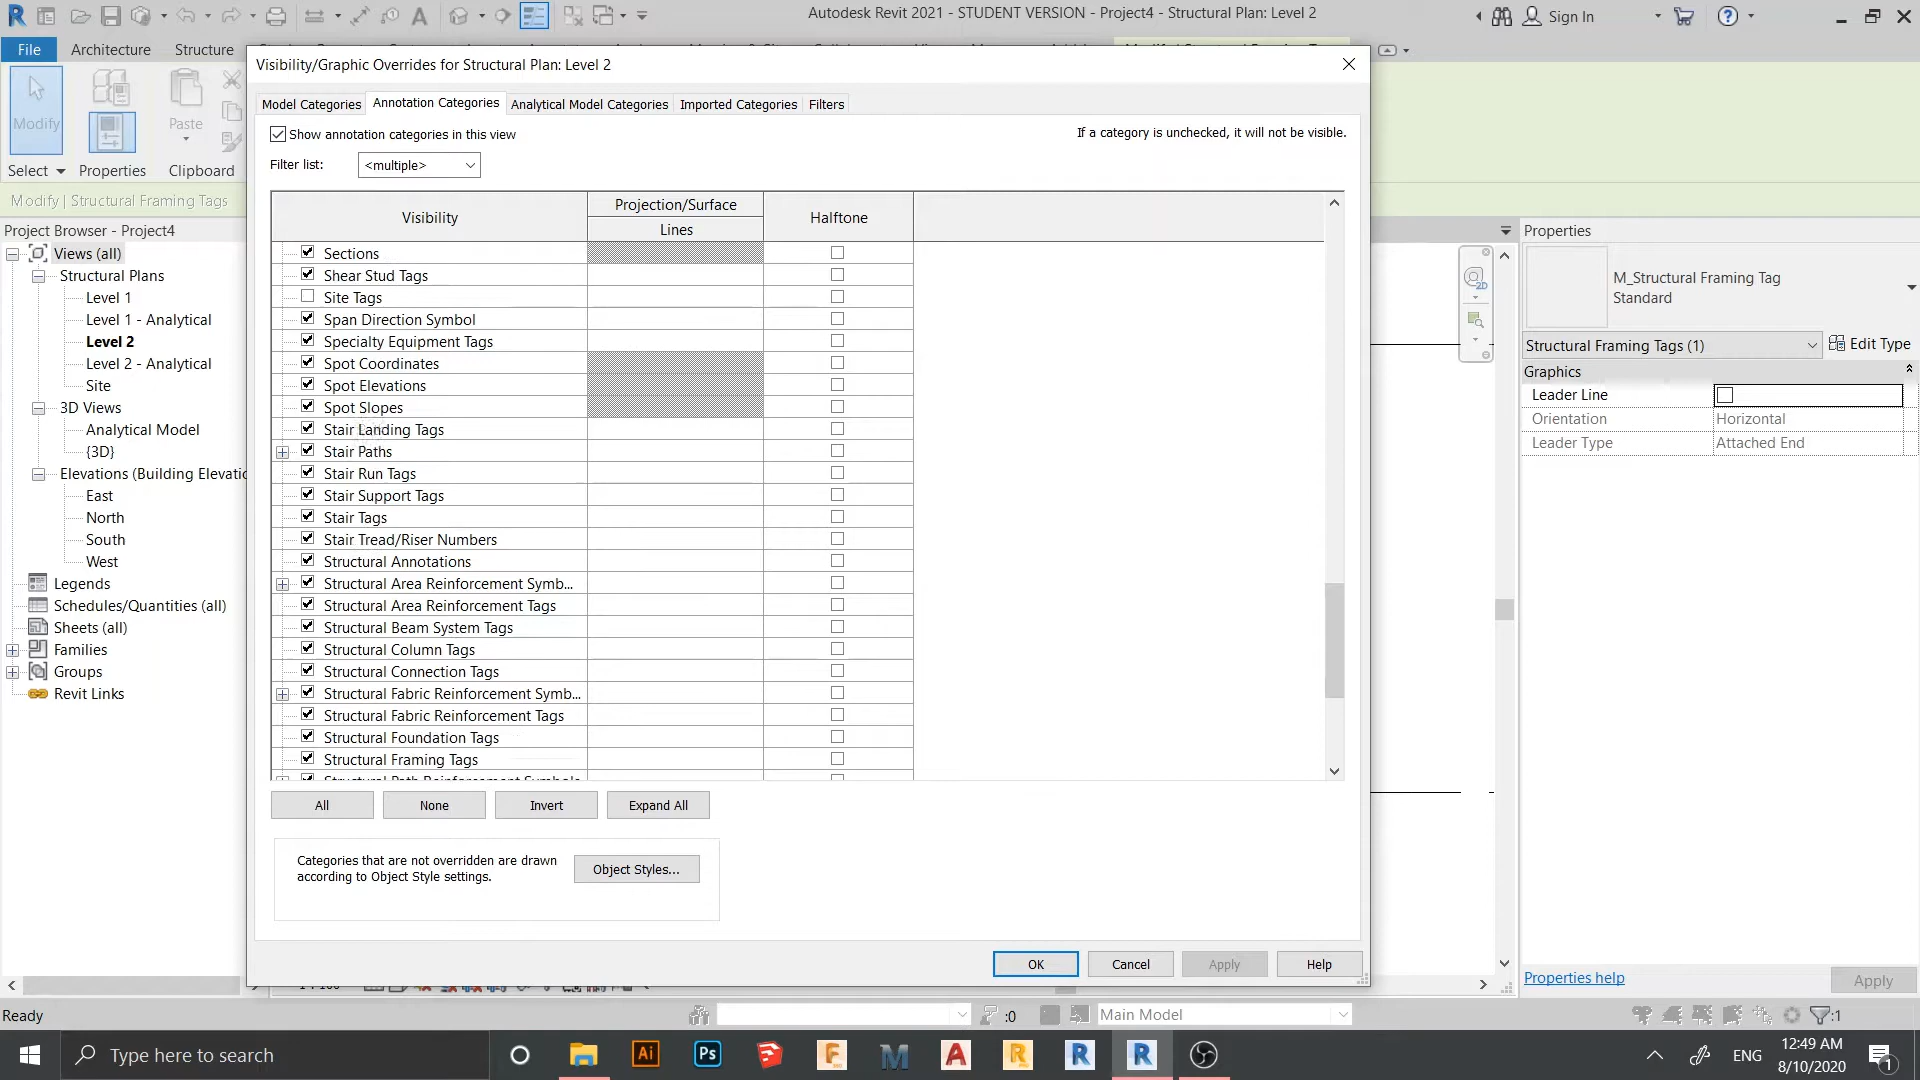 Autodesk Revit 2021 - STUDENT VERSION - Project4 - Structural Plan: Level 2
Sign In
File
Architecture
Structure
Modify
Paste
Select
Properties
Clipboard
Modify | Structural Framing Tags
Visibility/Graphic Overrides for Structural Plan: Level 2
Model Categories
Annotation Categories
Analytical Model Categories
Imported Categories
Filters
Show annotation categories in this view
If a category is unchecked, it will not be visible.
Filter list:
<multiple>
Visibility
Projection/Surface
Lines
Halftone
Sections
Shear Stud Tags
Site Tags
Span Direction Symbol
Specialty Equipment Tags
Spot Coordinates
Spot Elevations
Spot Slopes
Stair Landing Tags
Stair Paths
Stair Run Tags
Stair Support Tags
Stair Tags
Stair Tread/Riser Numbers
Structural Annotations
Structural Area Reinforcement Symb...
Structural Area Reinforcement Tags
Structural Beam System Tags
Structural Column Tags
Structural Connection Tags
Structural Fabric Reinforcement Symb...
Structural Fabric Reinforcement Tags
Structural Foundation Tags
Structural Framing Tags
Structural Path Reinforcement Symbols
All
None
Invert
Expand All
Categories that are not overridden are drawn
according to Object Style settings.
Object Styles...
OK
Cancel
Apply
Help
Project Browser - Project4
Views (all)
Structural Plans
Level 1
Level 1 - Analytical
Level 2
Level 2 - Analytical
Site
3D Views
Analytical Model
{3D}
Elevations (Building Elevatio
East
North
South
West
Legends
Schedules/Quantities (all)
Sheets (all)
Families
Groups
Revit Links
Properties
M_Structural Framing Tag
Standard
Structural Framing Tags (1)
Edit Type
Graphics
Leader Line
Orientation
Horizontal
Leader Type
Attached End
Properties help
Apply
Ready
:0
Main Model
:1
Type here to search
ENG
12:49 AM
8/10/2020
1